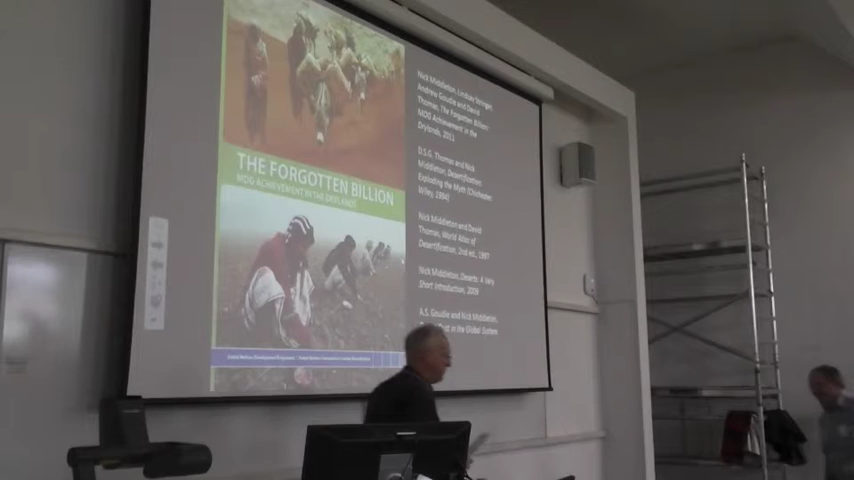 THE FORGOTTEN BILLION
MDG ACHIEVEMENT IN THE DRYLANDS
Nick Middleton, Lindsay Stringer,
Andrew Goudie and David
Thomas, The Forgotten Billion:
MDG Achievement in the
Drylands, 2011
D.S.G. Thomas and Nick
Middleton, Desertification:
Exploding the Myth (Chichester:
Wiley, 1994)
Nick Middleton and David
Thomas, World Atlas of
Desertification, 2nd ed., 1997
Nick Middleton, Deserts: A Very
Short Introduction, 2009
A.S. Goudie and Nick Middleton,
Dust in the Global System